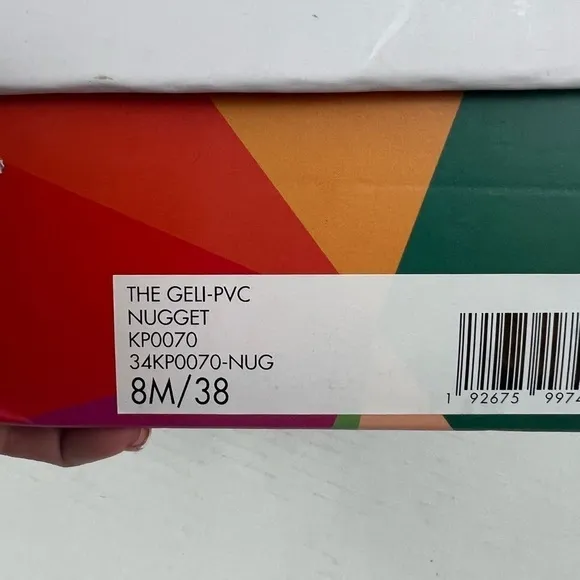 THE GELI-PVC
NUGGET
KP0070
34KP0070-NUG
8M/38
1 92675 9974